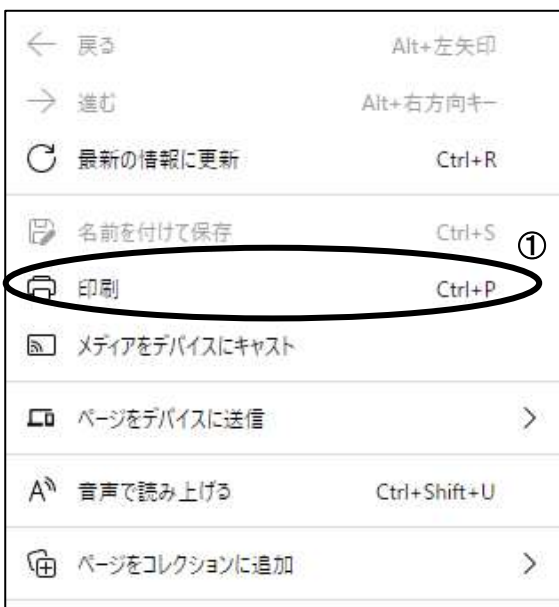 戻る Alt+左矢印
進む Alt+右方向キー
最新の情報に更新 Ctrl+R
名前を付けて保存 Ctrl+S
①
印刷 Ctrl+P
メディアをデバイスにキャスト
ページをデバイスに送信
音声で読み上げる Ctrl+Shift+U
ページをコレクションに追加